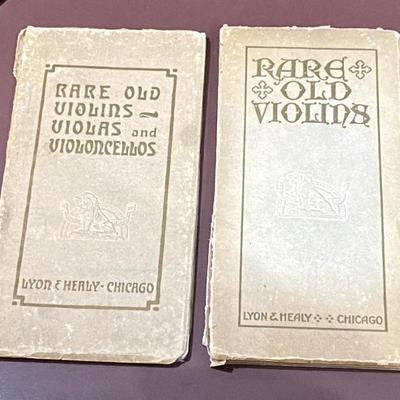 RARE OLD
VIOLINS
VIOLAS and
VIOLONCELLOS
LYON & HEALY - CHICAGO
RARE
OLD
VIOLINS
LYON & HEALY CHICAGO